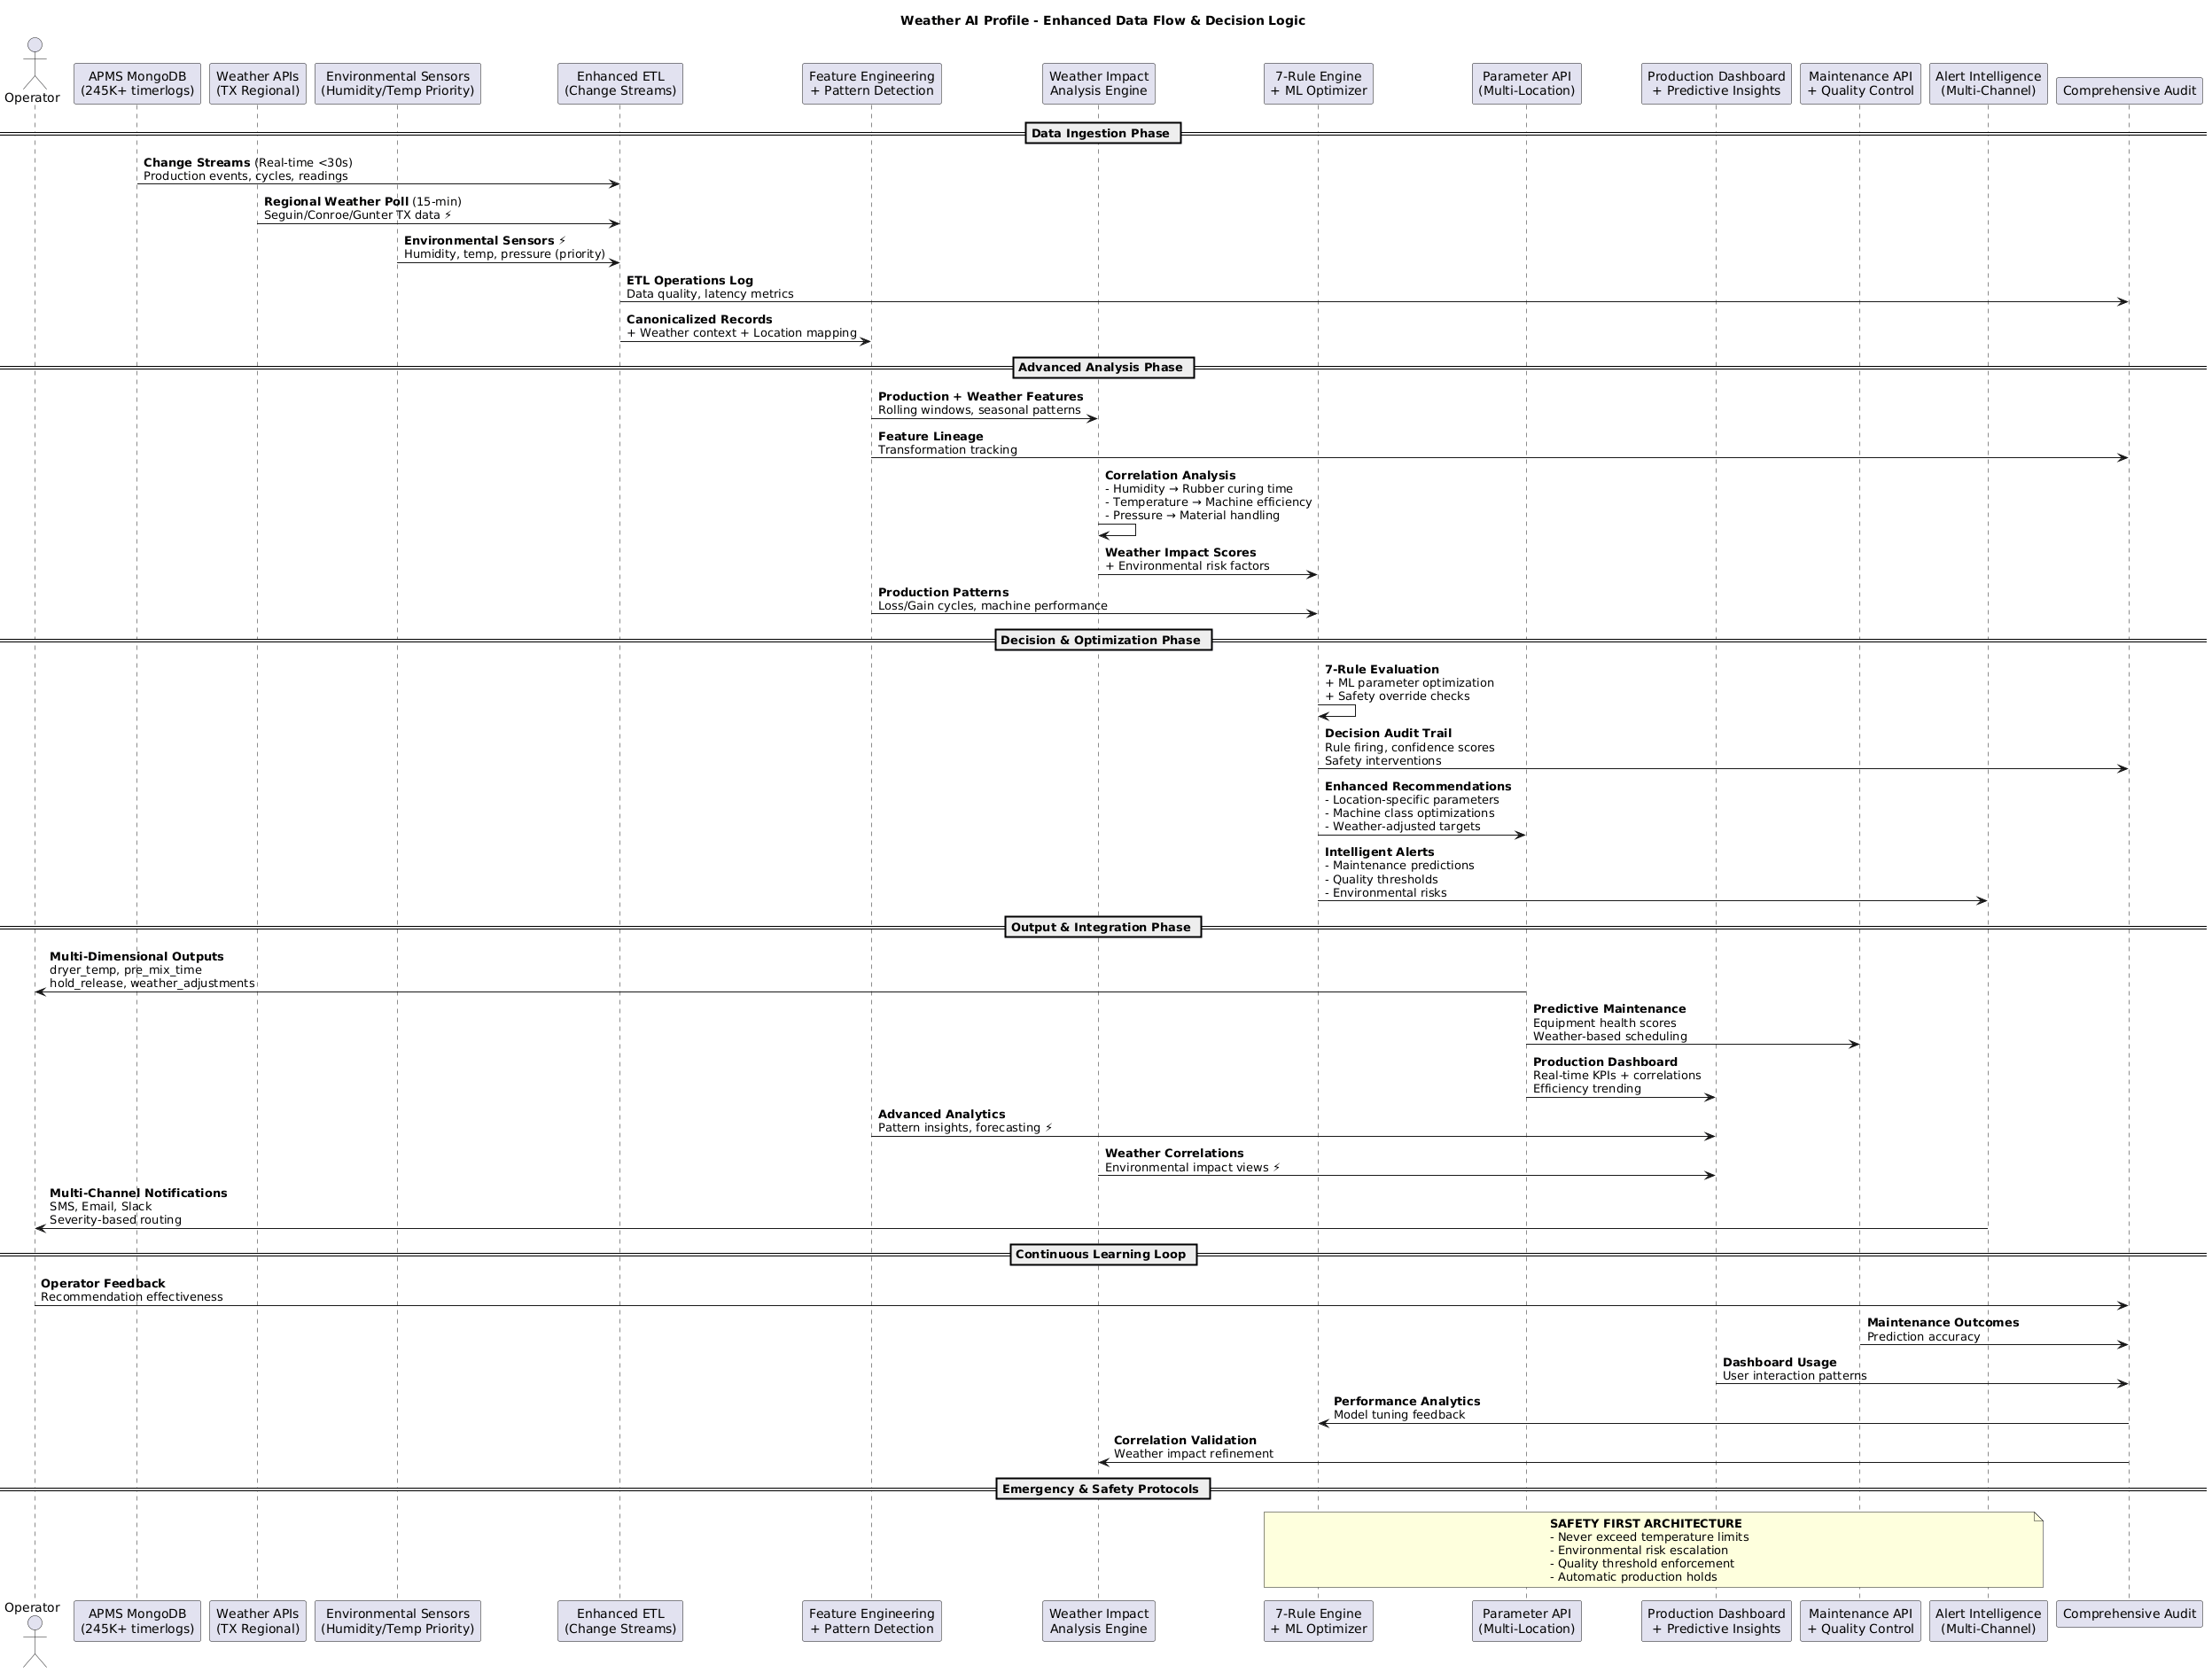 Weather AI Profile - Enhanced Data Flow & Decision Logic
Operator
APMS MongoDB
(245K+ timerlogs)
Weather APIs
(TX Regional)
Environmental Sensors
(Humidity/Temp Priority)
Enhanced ETL
(Change Streams)
Feature Engineering
+ Pattern Detection
Weather Impact
Analysis Engine
7-Rule Engine
+ ML Optimizer
Parameter API
(Multi-Location)
Production Dashboard
+ Predictive Insights
Maintenance API
+ Quality Control
Alert Intelligence
(Multi-Channel)
Comprehensive Audit
Data Ingestion Phase
Change Streams (Real-time <30s)
Production events, cycles, readings
Regional Weather Poll (15-min)
Seguin/Conroe/Gunter TX data ⚡
Environmental Sensors ⚡
Humidity, temp, pressure (priority)
ETL Operations Log
Data quality, latency metrics
Canonicalized Records
+ Weather context + Location mapping
Advanced Analysis Phase
Production + Weather Features
Rolling windows, seasonal patterns
Feature Lineage
Transformation tracking
Correlation Analysis
- Humidity → Rubber curing time
- Temperature → Machine efficiency
- Pressure → Material handling
Weather Impact Scores
+ Environmental risk factors
Production Patterns
Loss/Gain cycles, machine performance
Decision & Optimization Phase
7-Rule Evaluation
+ ML parameter optimization
+ Safety override checks
Decision Audit Trail
Rule firing, confidence scores
Safety interventions
Enhanced Recommendations
- Location-specific parameters
- Machine class optimizations
- Weather-adjusted targets
Intelligent Alerts
- Maintenance predictions
- Quality thresholds
- Environmental risks
Output & Integration Phase
Multi-Dimensional Outputs
dryer_temp, pre_mix_time
hold_release, weather_adjustments
Predictive Maintenance
Equipment health scores
Weather-based scheduling
Production Dashboard
Real-time KPIs + correlations
Efficiency trending
Advanced Analytics
Pattern insights, forecasting ⚡
Weather Correlations
Environmental impact views ⚡
Multi-Channel Notifications
SMS, Email, Slack
Severity-based routing
Continuous Learning Loop
Operator Feedback
Recommendation effectiveness
Maintenance Outcomes
Prediction accuracy
Dashboard Usage
User interaction patterns
Performance Analytics
Model tuning feedback
Correlation Validation
Weather impact refinement
Emergency & Safety Protocols
SAFETY FIRST ARCHITECTURE
- Never exceed temperature limits
- Environmental risk escalation
- Quality threshold enforcement
- Automatic production holds
Operator
APMS MongoDB
(245K+ timerlogs)
Weather APIs
(TX Regional)
Environmental Sensors
(Humidity/Temp Priority)
Enhanced ETL
(Change Streams)
Feature Engineering
+ Pattern Detection
Weather Impact
Analysis Engine
7-Rule Engine
+ ML Optimizer
Parameter API
(Multi-Location)
Production Dashboard
+ Predictive Insights
Maintenance API
+ Quality Control
Alert Intelligence
(Multi-Channel)
Comprehensive Audit